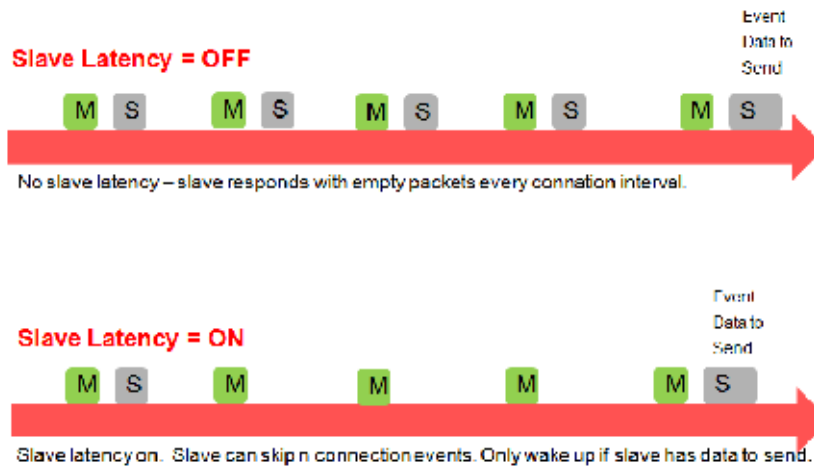 Event
Data to
Send
Slave Latency = OFF
M S M S M S M S M S
No slave latency – slave responds with empty packets every connation interval.
Event
Data to
Send
Slave Latency = ON
M S M M M M S
Slave latency on. Slave can skip n connection events. Only wake up if slave has data to send.